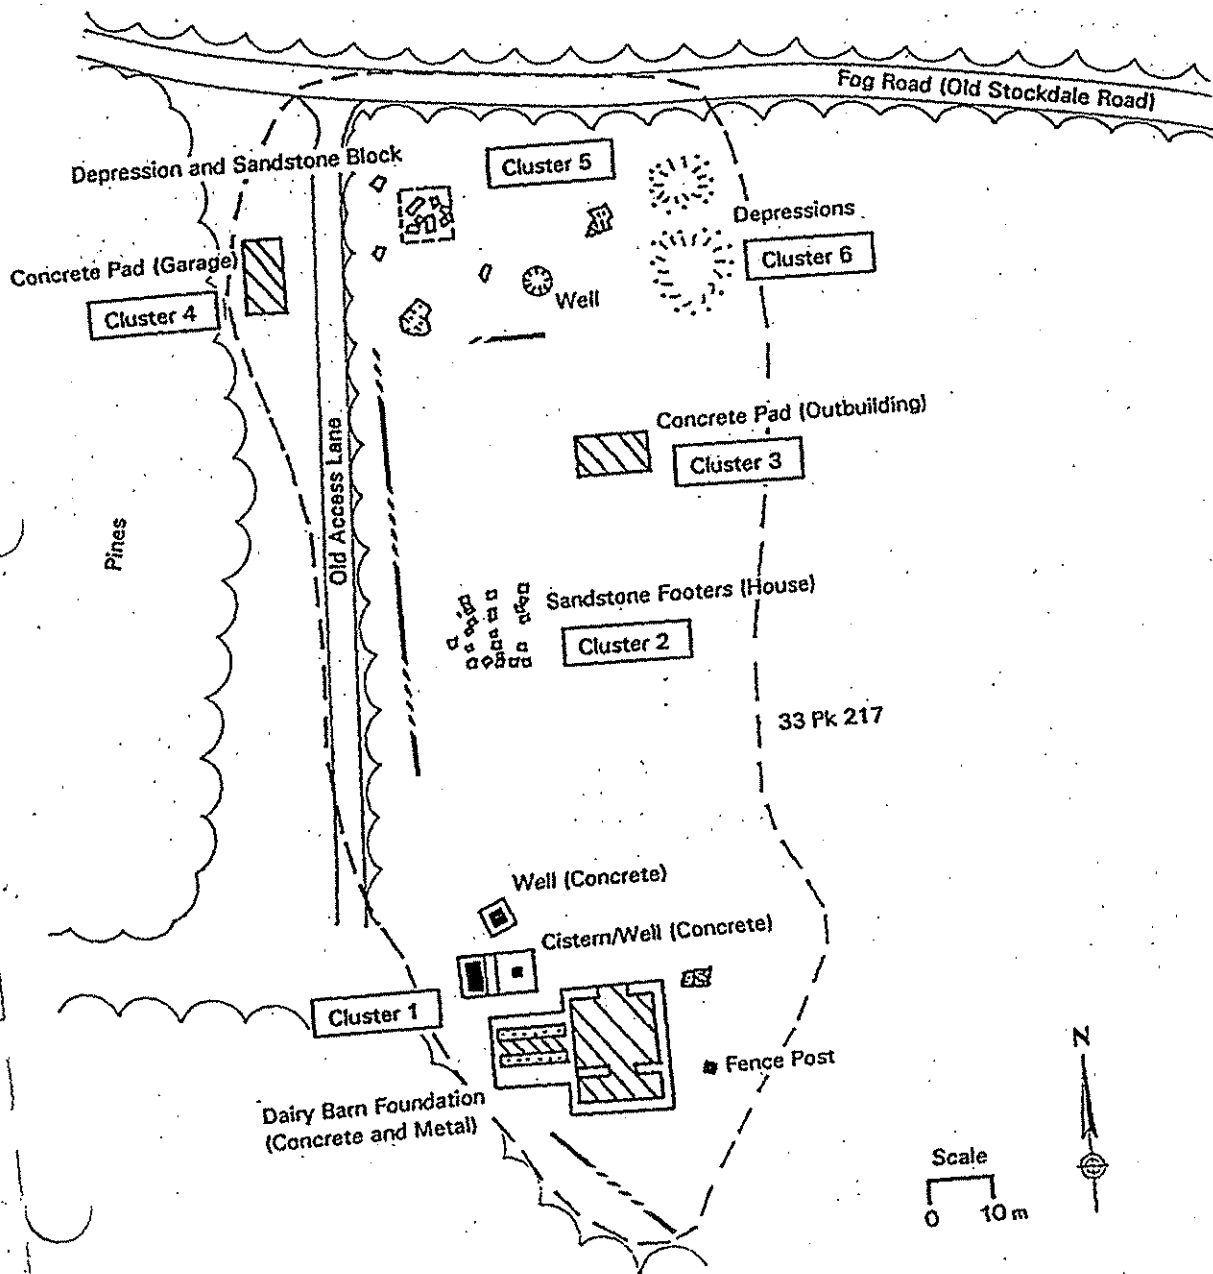 Fog Road (Old Stockdale Road)
Depression and Sandstone Block
Cluster 5
Depressions
Cluster 6
Concrete Pad (Garage)
Cluster 4
Well
Concrete Pad (Outbuilding)
Cluster 3
Old Access Lane
Pines
Sandstone Footers (House)
Cluster 2
33 Pk 217
Well (Concrete)
Cistern/Well (Concrete)
Cluster 1
Fence Post
Dairy Barn Foundation
(Concrete and Metal)
N
Scale
0 10 m